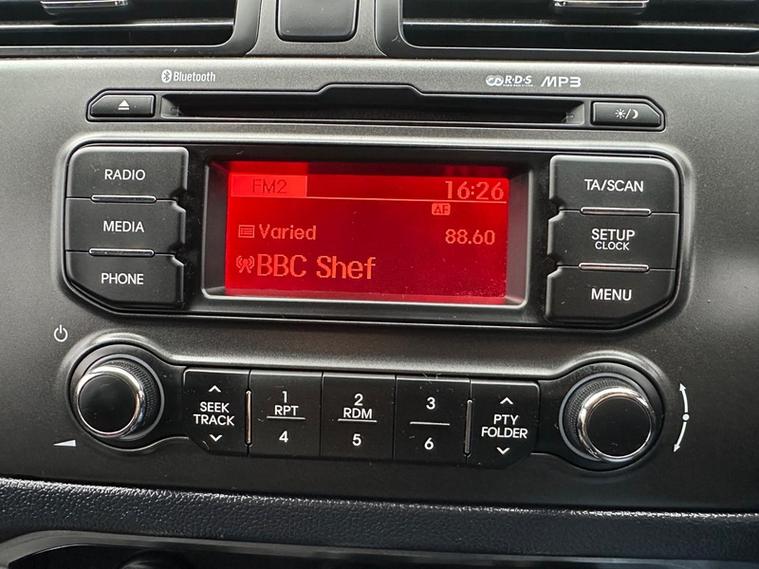 Bluetooth
R·D·S MP3
RADIO
MEDIA
PHONE
FM2 16:26
AF
Varied 88.60
BBC Shef
TA/SCAN
SETUP
CLOCK
MENU
SEEK
TRACK
1
RPT
4
2
RDM
5
3
6
PTY
FOLDER